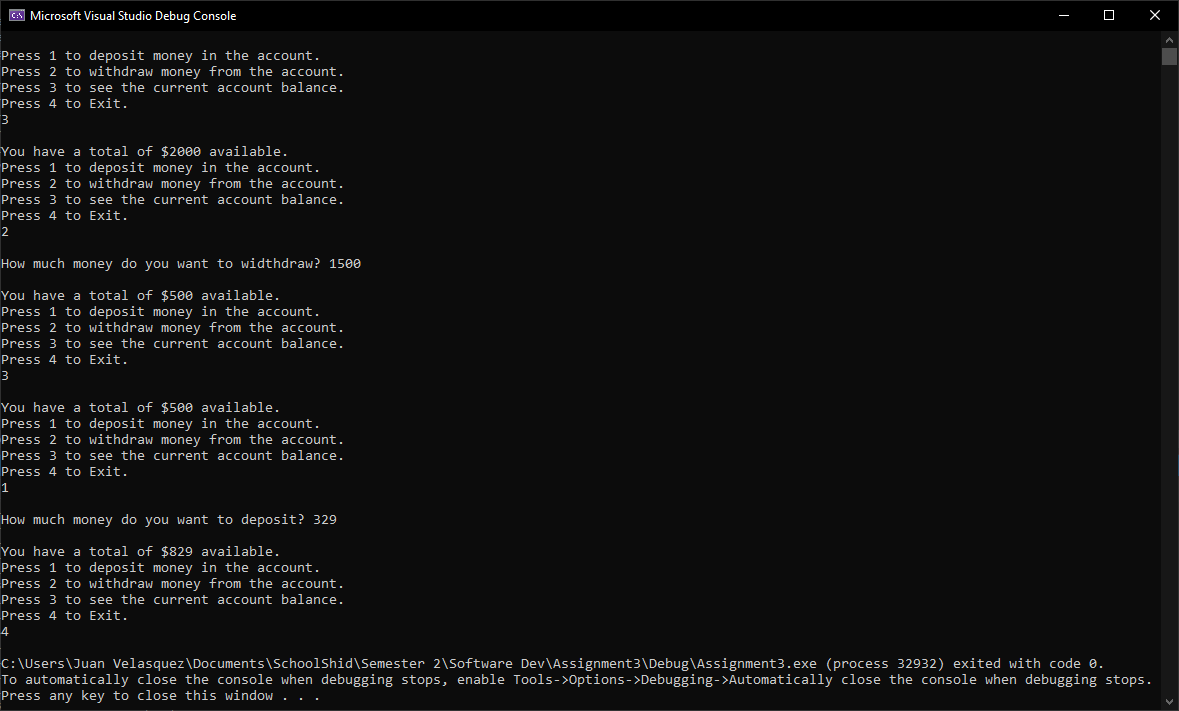 Microsoft Visual Studio Debug Console
Press 1 to deposit money in the account.
Press 2 to withdraw money from the account.
Press 3 to see the current account balance.
Press 4 to Exit.
3
You have a total of $2000 available.
Press 1 to deposit money in the account.
Press 2 to withdraw money from the account.
Press 3 to see the current account balance.
Press 4 to Exit.
2
How much money do you want to widthdraw? 1500
You have a total of $500 available.
Press 1 to deposit money in the account.
Press 2 to withdraw money from the account.
Press 3 to see the current account balance.
Press 4 to Exit.
3
You have a total of $500 available.
Press 1 to deposit money in the account.
Press 2 to withdraw money from the account.
Press 3 to see the current account balance.
Press 4 to Exit.
1
How much money do you want to deposit? 329
You have a total of $829 available.
Press 1 to deposit money in the account.
Press 2 to withdraw money from the account.
Press 3 to see the current account balance.
Press 4 to Exit.
4
C:\Users\Juan Velasquez\Documents\SchoolShid\Semester 2\Software Dev\Assignment3\Debug\Assignment3.exe (process 32932) exited with code 0.
To automatically close the console when debugging stops, enable Tools->Options->Debugging->Automatically close the console when debugging stops.
Press any key to close this window . . .